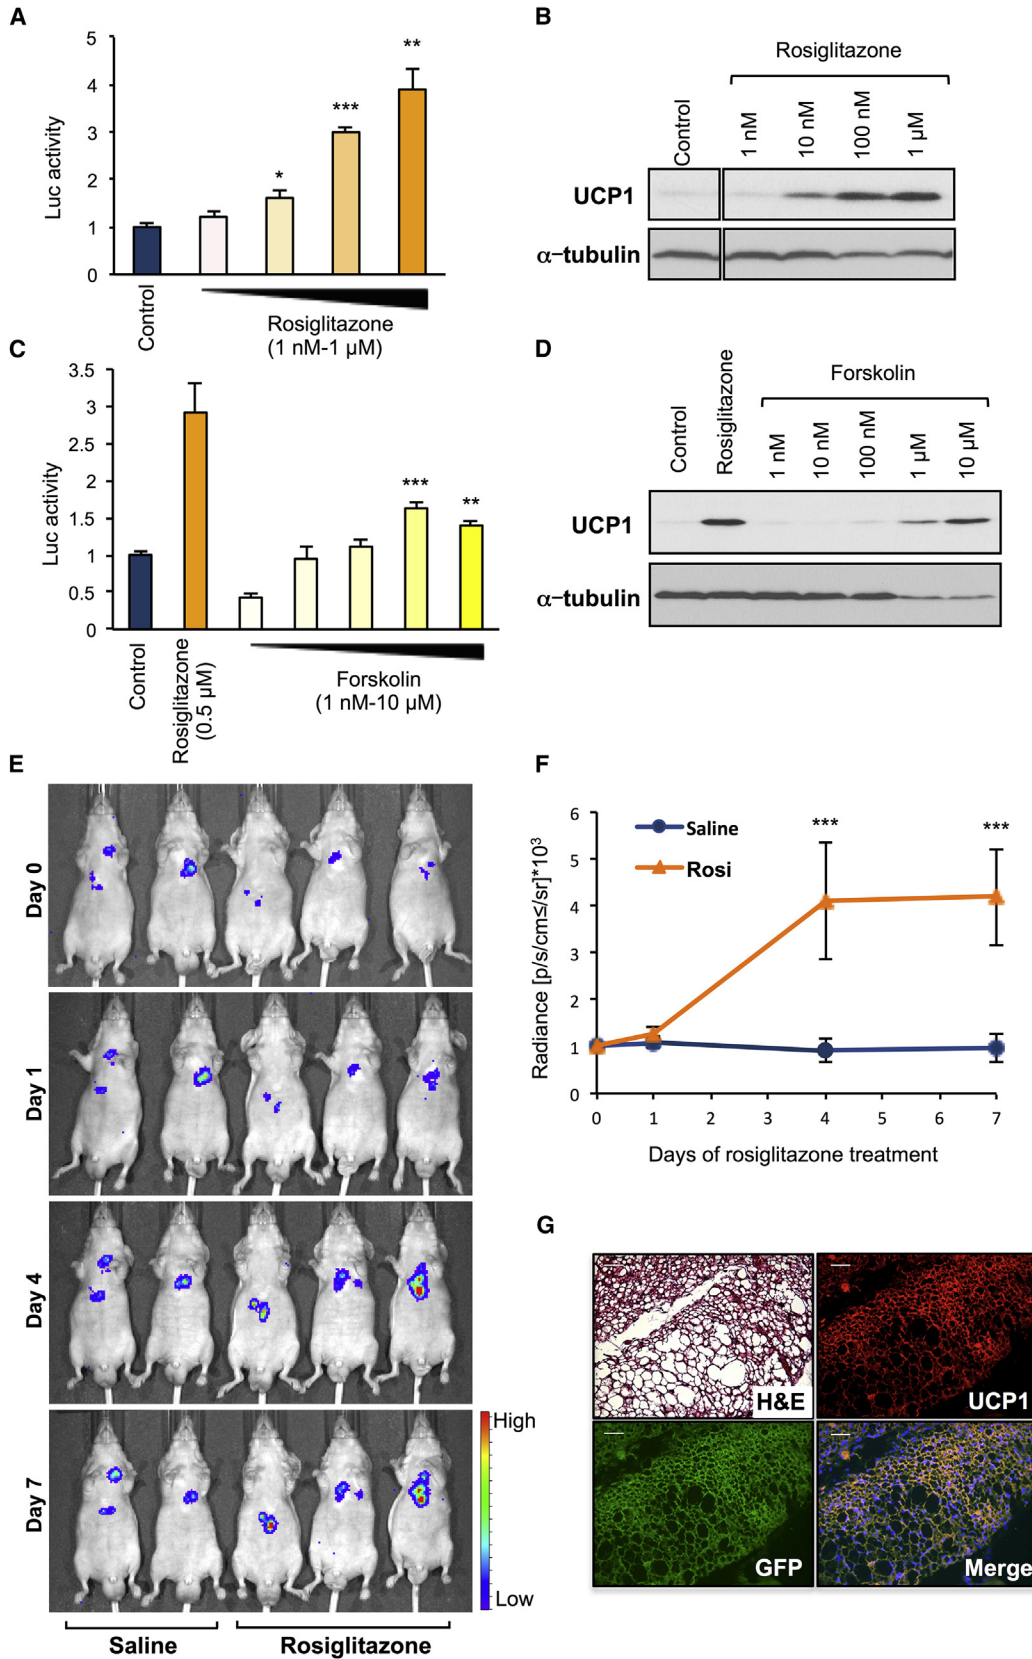 A
Luc activity
5
4
3
2
1
0
*
***
**
Control
Rosiglitazone
(1 nM-1 µM)
B
Rosiglitazone
Control
1 nM
10 nM
100 nM
1 µM
UCP1
α−tubulin
C
Luc activity
3.5
3
2.5
2
1.5
1
0.5
0
***
**
Control
Rosiglitazone
(0.5 µM)
Forskolin
(1 nM-10 µM)
D
Forskolin
Control
Rosiglitazone
1 nM
10 nM
100 nM
1 µM
10 µM
UCP1
α−tubulin
E
Day 0
Day 1
Day 4
Day 7
High
Low
Saline
Rosiglitazone
F
Radiance [p/s/cm≤/sr]*10³
6
5
4
3
2
1
0
Saline
Rosi
***
***
0
1
2
3
4
5
6
7
Days of rosiglitazone treatment
G
H&E
UCP1
GFP
Merge